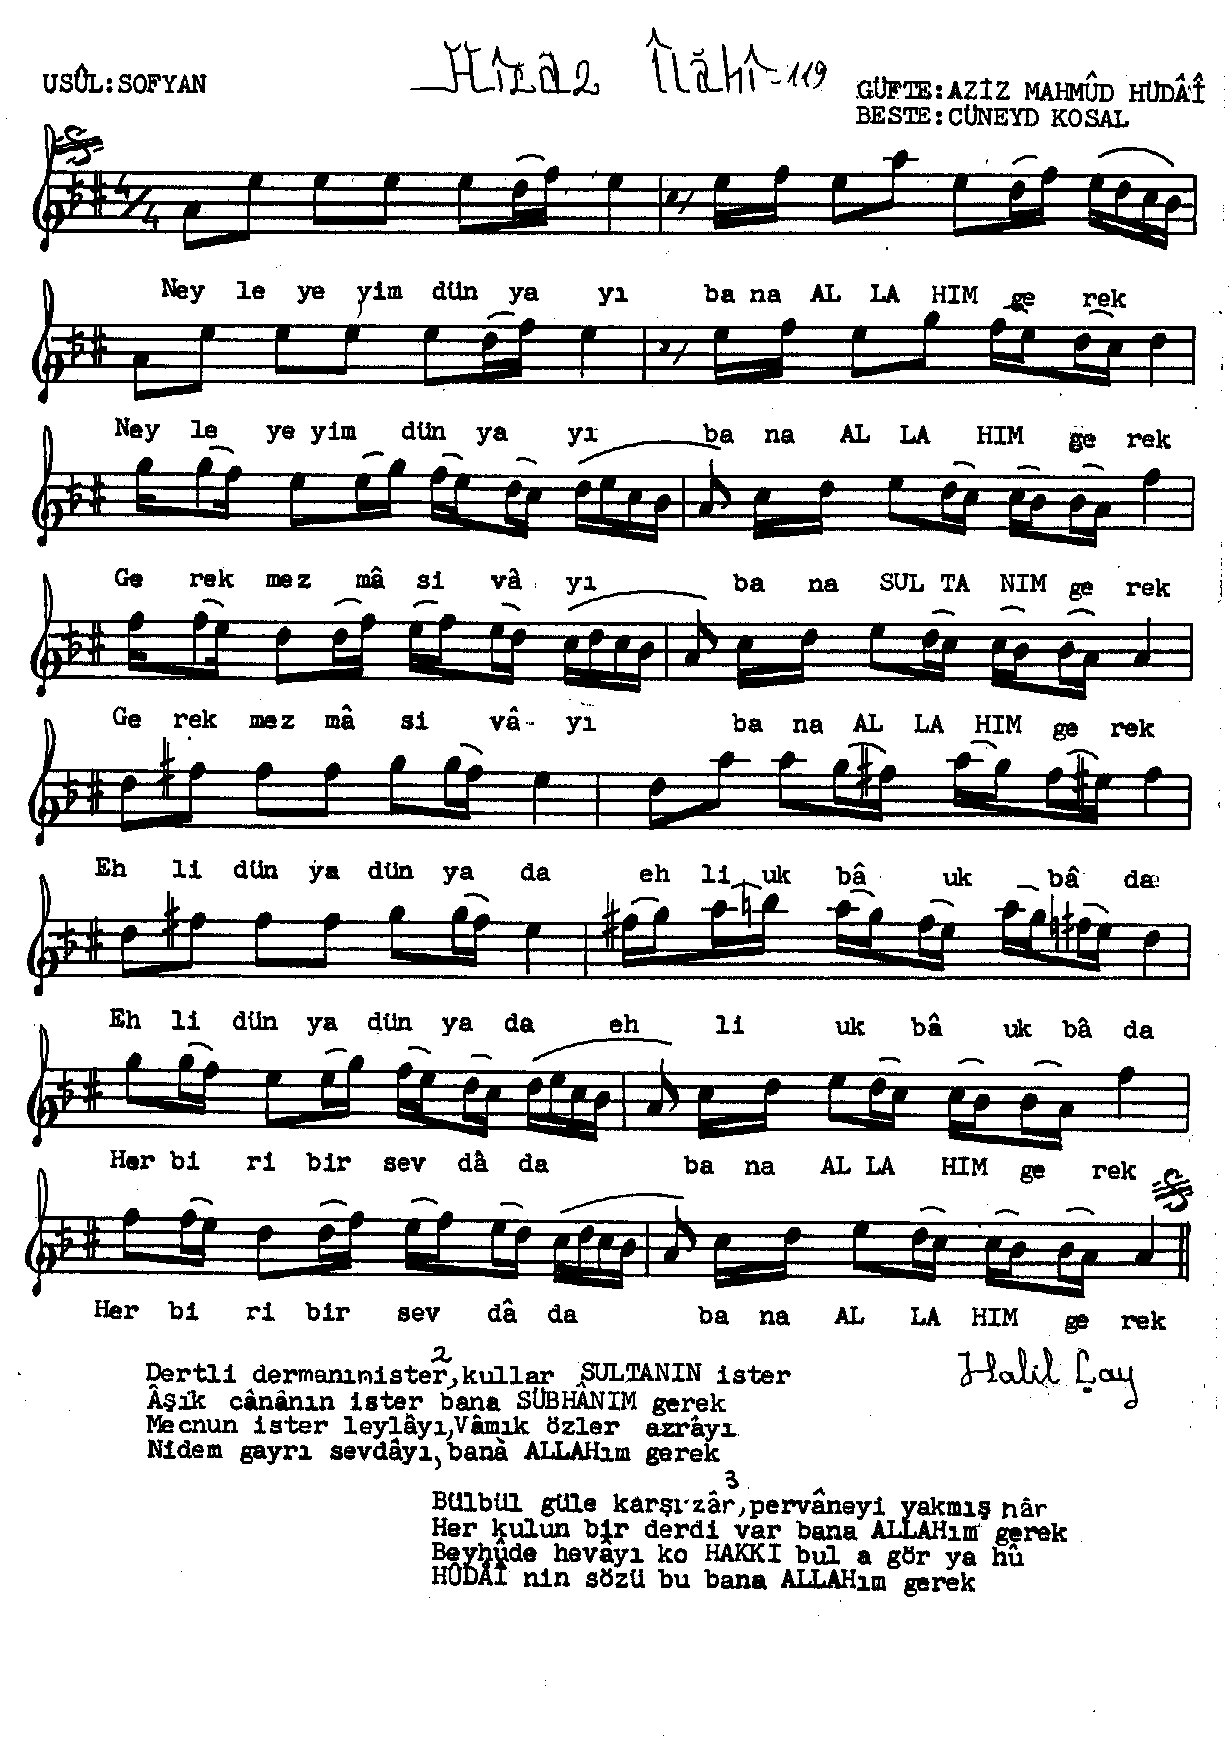 USÛL:SOFYAN
Hicaz İlâhi-119
GÜFTE:AZİZ MAHMÛD HÜDÂÎ
BESTE:CÜNEYD KOSAL
4/4
Ney le ye yim dün ya yı ba na AL LA HIM ge rek
Ney le ye yim dün ya yı ba na AL LA HIM ge rek
Ge rek mez mâ si vâ yı ba na SUL TA NIM ge rek
Ge rek mez mâ si vâ yı ba na AL LA HIM ge rek
Eh li dün ya dün ya da eh li uk bâ uk bâ da
Eh li dün ya dün ya da eh li uk bâ uk bâ da
Her bi ri bir sev dâ da ba na AL LA HIM ge rek
Her bi ri bir sev dâ da ba na AL LA HIM ge rek
Halil Çay
2
Dertli dermanınister,kullar SULTANIN ister
Âşık cânânın ister bana SÜBHÂNIM gerek
Mecnun ister leylâyı,Vâmık özler azrâyı
Nidem gayrı sevdâyı,bana ALLAHım gerek
3
Bülbül güle karşı zâr,pervâneyi yakmış nâr
Her kulun bir derdi var bana ALLAHım gerek
Beyhûde hevâyı ko HAKKI bul a gör ya hû
HÛDÂÎ nin sözü bu bana ALLAHım gerek